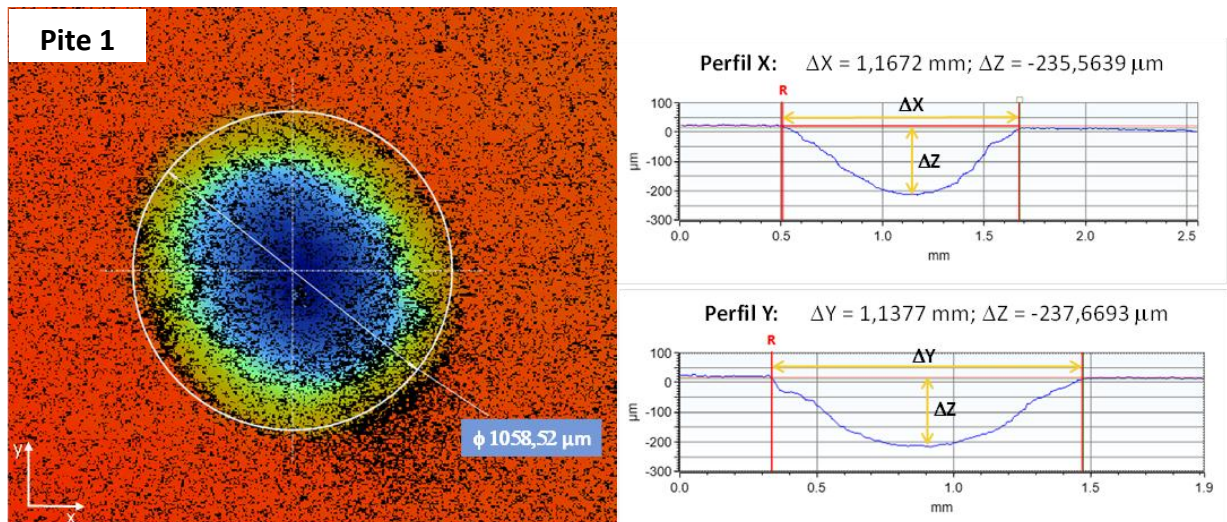 Pite 1
ϕ 1058,52 µm
y
x
Perfil X: ΔX = 1,1672 mm; ΔZ = -235,5639 µm
R
ΔX
ΔZ
100
0
-100
-200
-300
µm
0.0 0.5 1.0 1.5 2.0 2.5
mm
Perfil Y: ΔY = 1,1377 mm; ΔZ = -237,6693 µm
R
ΔY
ΔZ
100
0
-100
-200
-300
µm
0.0 0.5 1.0 1.5 1.9
mm